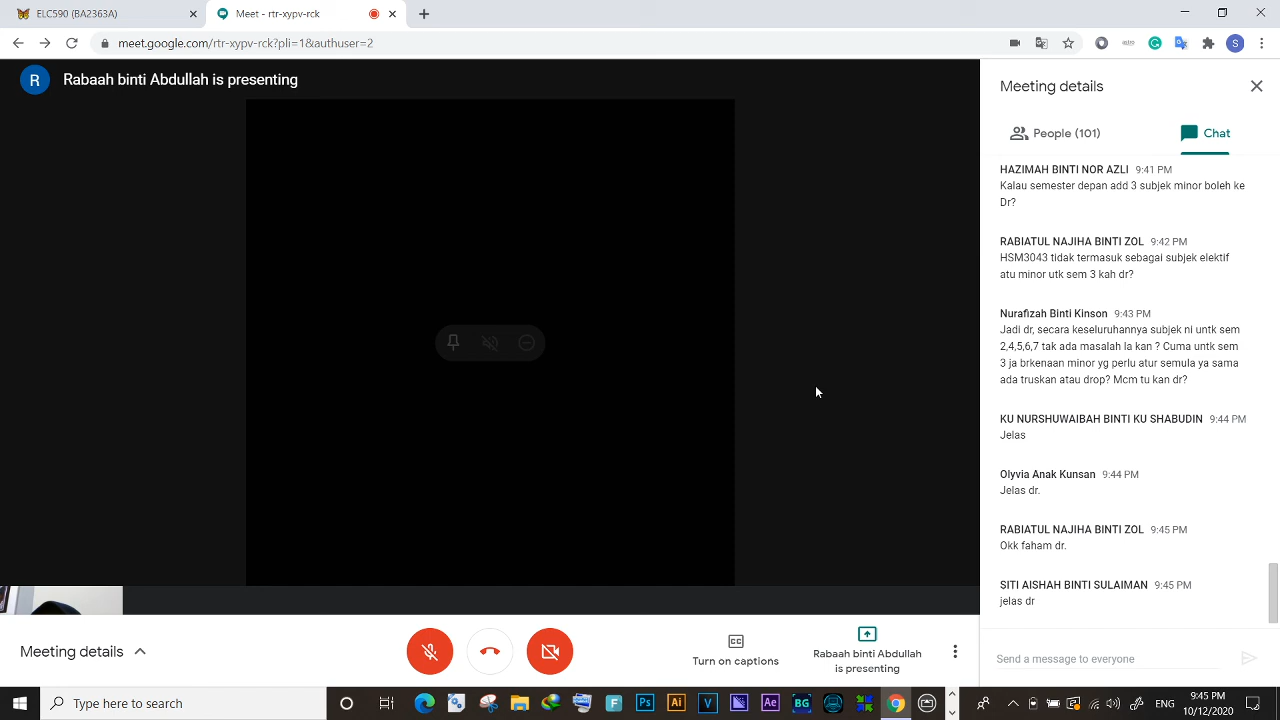 ELC590 (BA2363A)
Meet - rtr-xypv-rck
meet.google.com/rtr-xypv-rck?pli=1&authuser=2
S
R
Rabaah binti Abdullah is presenting
Meeting details
People (101)
Chat
HAZIMAH BINTI NOR AZLI 9:41 PM
Kalau semester depan add 3 subjek minor boleh ke
Dr?
RABIATUL NAJIHA BINTI ZOL 9:42 PM
HSM3043 tidak termasuk sebagai subjek elektif
atu minor utk sem 3 kah dr?
Nurafizah Binti Kinson 9:43 PM
Jadi dr, secara keseluruhannya subjek ni untk sem
2,4,5,6,7 tak ada masalah la kan ? Cuma untk sem
3 ja brkenaan minor yg perlu atur semula ya sama
ada truskan atau drop? Mcm tu kan dr?
KU NURSHUWAIBAH BINTI KU SHABUDIN 9:44 PM
Jelas
Olyvia Anak Kunsan 9:44 PM
Jelas dr.
RABIATUL NAJIHA BINTI ZOL 9:45 PM
Okk faham dr.
SITI AISHAH BINTI SULAIMAN 9:45 PM
jelas dr
Send a message to everyone
Meeting details
CC
Turn on captions
Rabaah binti Abdullah
is presenting
Type here to search
F
Ps
Ai
V
Ae
BG
ENG
9:45 PM
10/12/2020